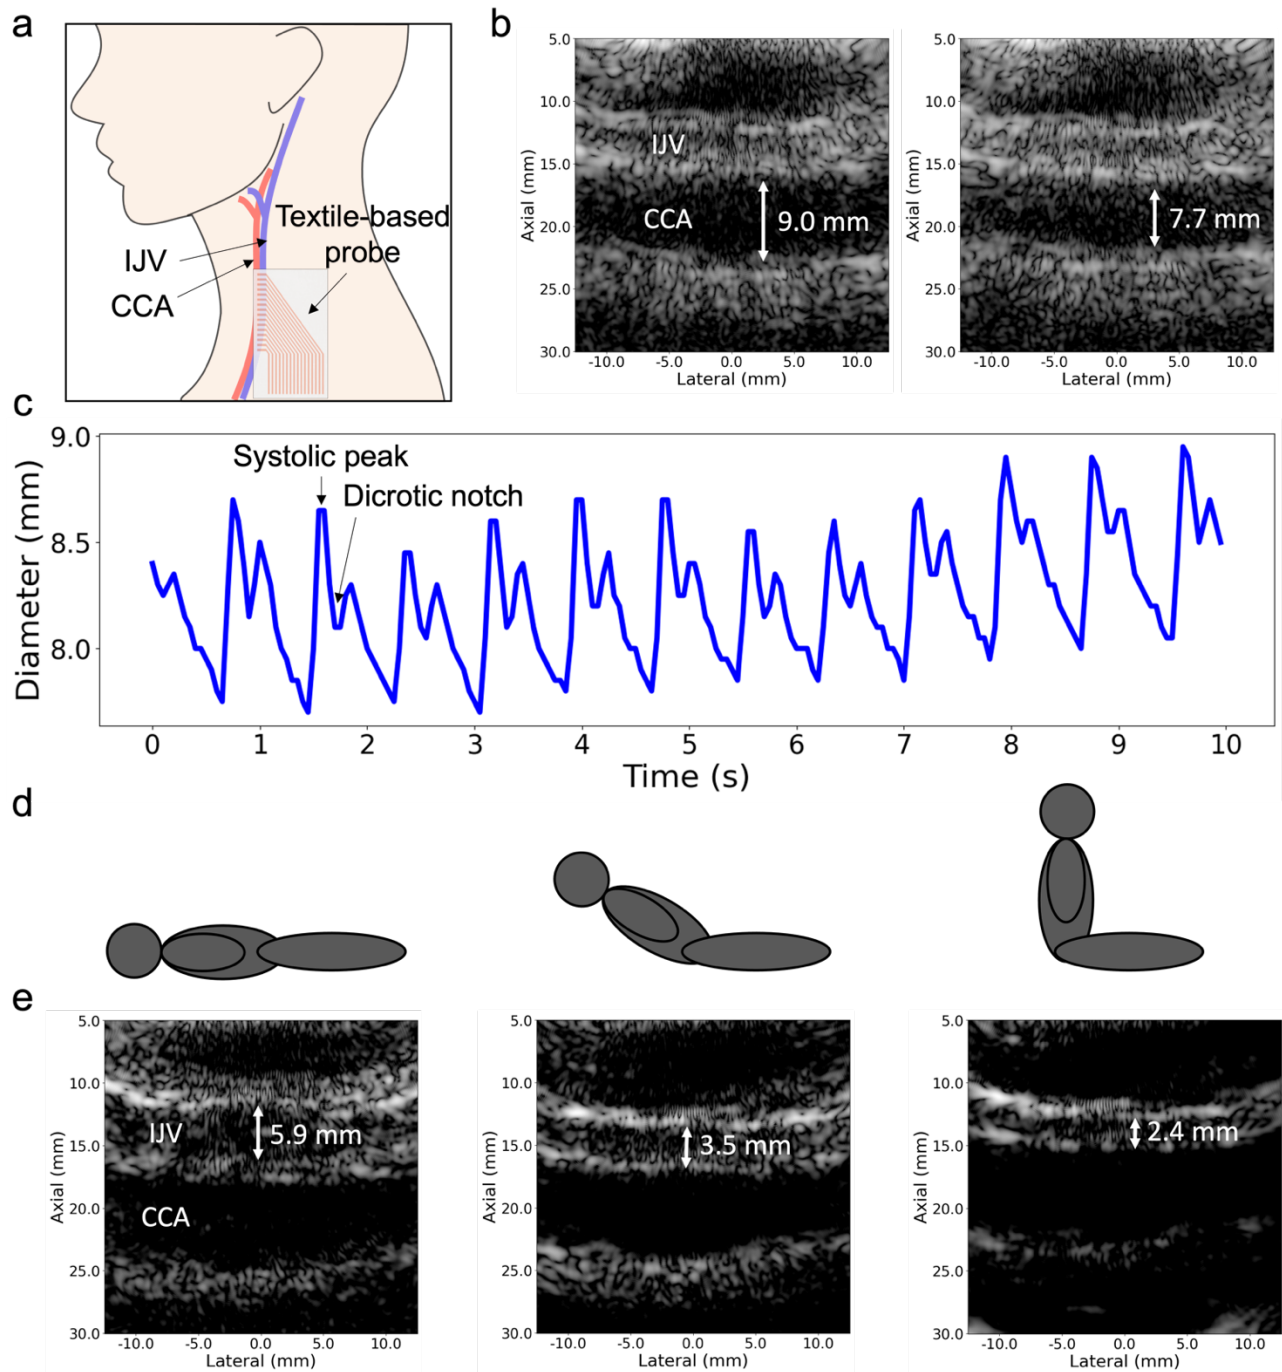 a
Textile-based
probe
IJV
CCA
b
5.0
10.0
15.0
20.0
25.0
30.0
Axial (mm)
IJV
CCA
9.0 mm
-10.0 -5.0 0.0 5.0 10.0
Lateral (mm)
5.0
10.0
15.0
20.0
25.0
30.0
Axial (mm)
7.7 mm
-10.0 -5.0 0.0 5.0 10.0
Lateral (mm)
c
9.0
8.5
8.0
Diameter (mm)
Systolic peak
Dicrotic notch
0 1 2 3 4 5 6 7 8 9 10
Time (s)
d
e
5.0
10.0
15.0
20.0
25.0
30.0
Axial (mm)
IJV
5.9 mm
CCA
-10.0 -5.0 0.0 5.0 10.0
Lateral (mm)
5.0
10.0
15.0
20.0
25.0
30.0
Axial (mm)
3.5 mm
-10.0 -5.0 0.0 5.0 10.0
Lateral (mm)
5.0
10.0
15.0
20.0
25.0
30.0
Axial (mm)
2.4 mm
-10.0 -5.0 0.0 5.0 10.0
Lateral (mm)